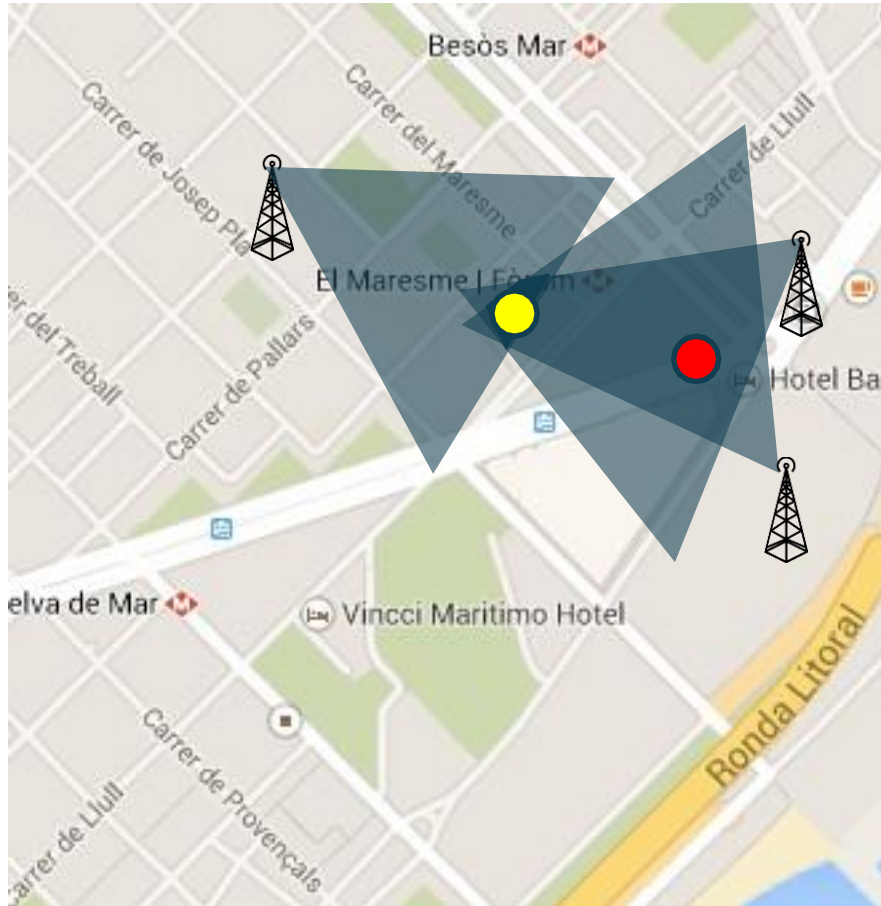 Besòs Mar
Carrer del Maresme
Carrer de Llull
Carrer de Josep Pla
El Maresme | Fòrum
er del Treball
Carrer de Pallars
Hotel Ba
elva de Mar
Vincci Maritimo Hotel
Ronda Litoral
Carrer de Provençals
Carrer de Llull